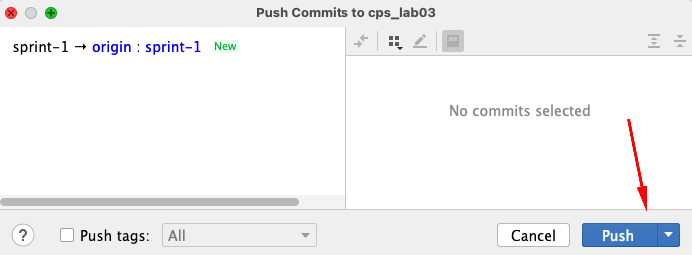 Push Commits to cps_lab03
sprint-1 → origin : sprint-1 New
No commits selected
? Push tags: All Cancel Push